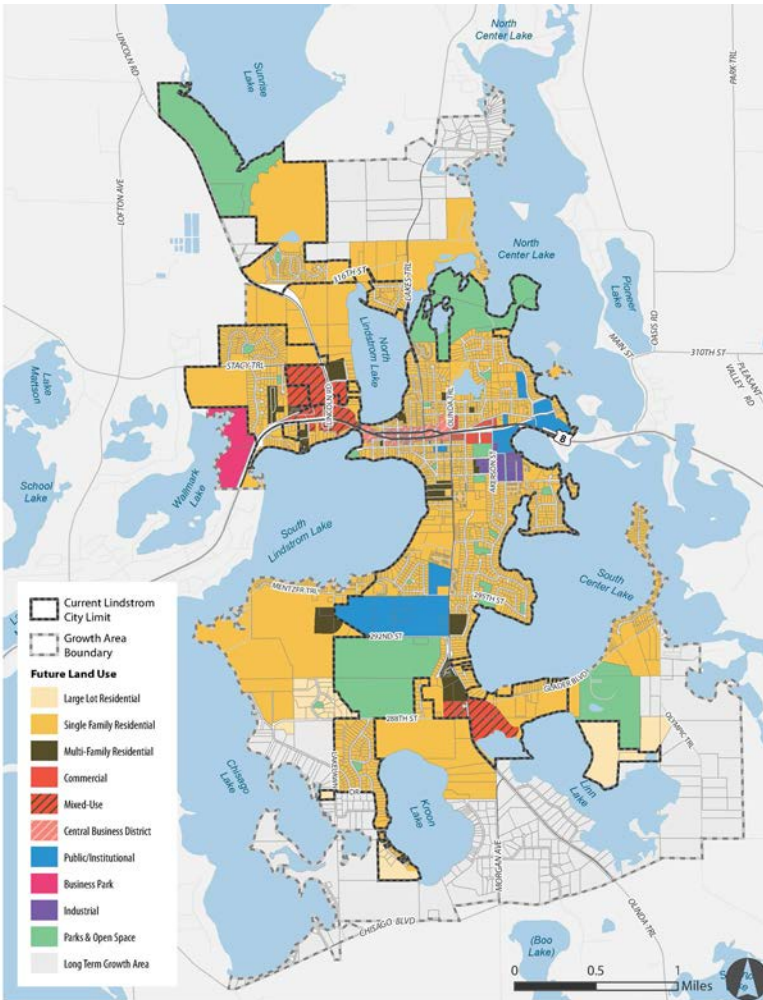 North
Center Lake
LINCOLN RD
Sunrise
Lake
PARK TRL
LOFTON AVE
North
Center Lake
316TH ST
LAKES TRL
Pioneer
Lake
OASIS RD
MAIN ST
310TH ST
PLEASANT
VALLEY RD
North
Lindstrom Lake
Lake
Mattson
STACY TRL
LINCOLN RD
OLINDA TRL
8
AKERSON ST
School
Lake
Wallmark
Lake
South
Lindstrom Lake
South
Center Lake
MENTZER TRL
295TH ST
292ND ST
GLADER BLVD
288TH ST
OLYMPIC TRL
Chisago
Lake
DR
Linn
Lake
Kroon
Lake
MORGAN AVE
CHISAGO BLVD
OLINDA TRL
(Boo
Lake)
Current Lindstrom
City Limit
Growth Area
Boundary
Future Land Use
Large Lot Residential
Single Family Residential
Multi-Family Residential
Commercial
Mixed-Use
Central Business District
Public/Institutional
Business Park
Industrial
Parks & Open Space
Long Term Growth Area
0 0.5 1
Miles